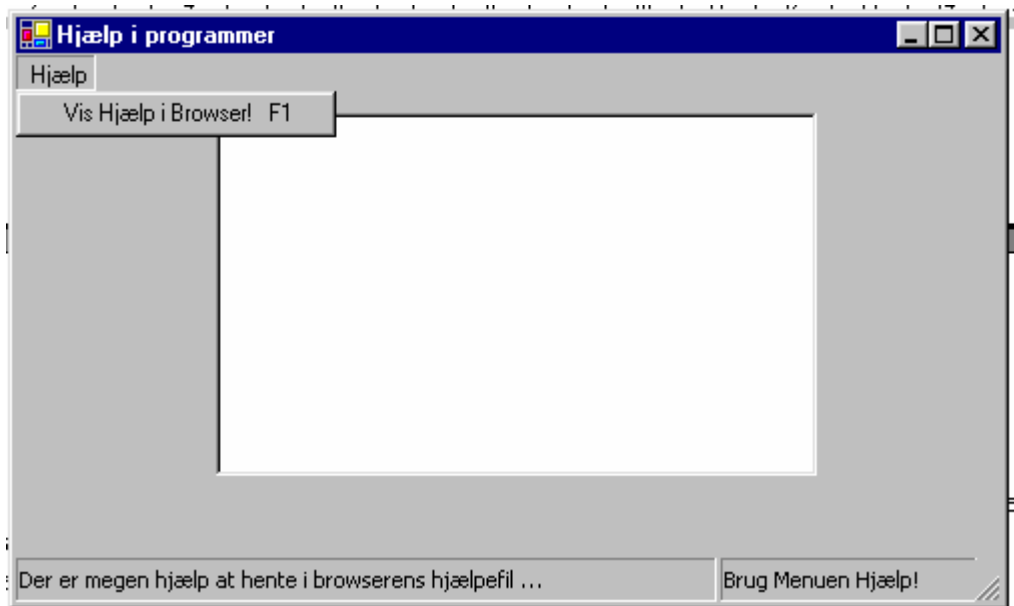 Hjælp i programmer
Hjælp
Vis Hjælp i Browser! F1
Der er megen hjælp at hente i browserens hjælpefil ...
Brug Menuen Hjælp!